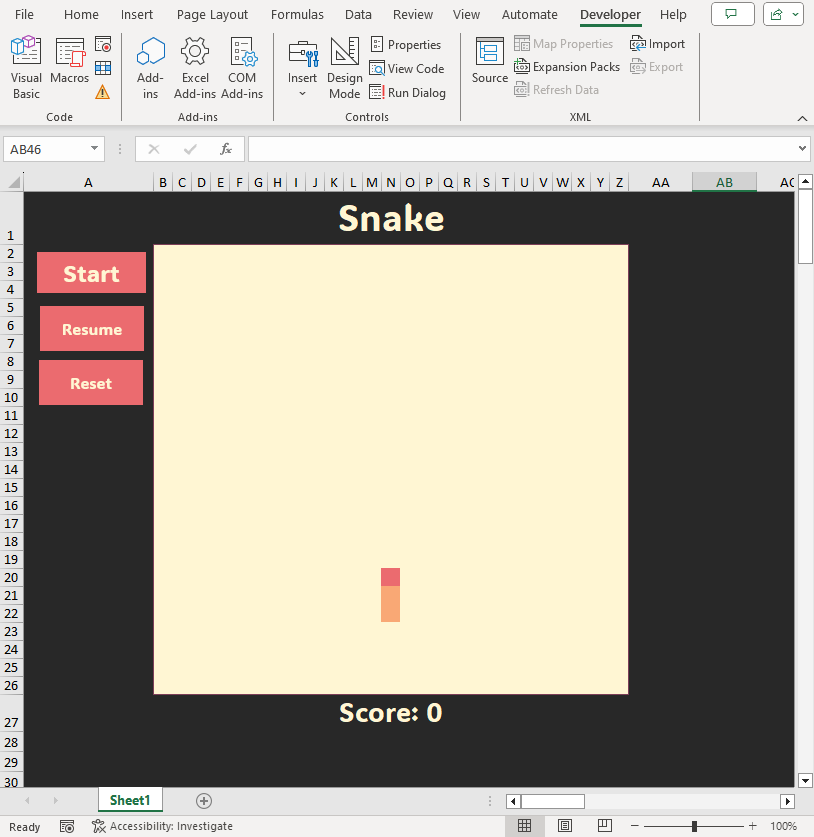 File Home Insert Page Layout Formulas Data Review View Automate Developer Help
Visual Basic
Macros
Add-ins
Excel Add-ins
COM Add-ins
Insert
Design Mode
Properties
View Code
Run Dialog
Source
Map Properties
Expansion Packs
Refresh Data
Import
Export
Code Add-ins Controls XML
AB46 fx
A B C D E F G H I J K L M N O P Q R S T U V W X Y Z AA AB AC
Snake
1
2
Start
3
4
5
Resume
6
7
8
Reset
9
10
11
12
13
14
15
16
17
18
19
20
21
22
23
24
25
26
Score: 0
27
28
29
30
Sheet1
Ready Accessibility: Investigate 100%